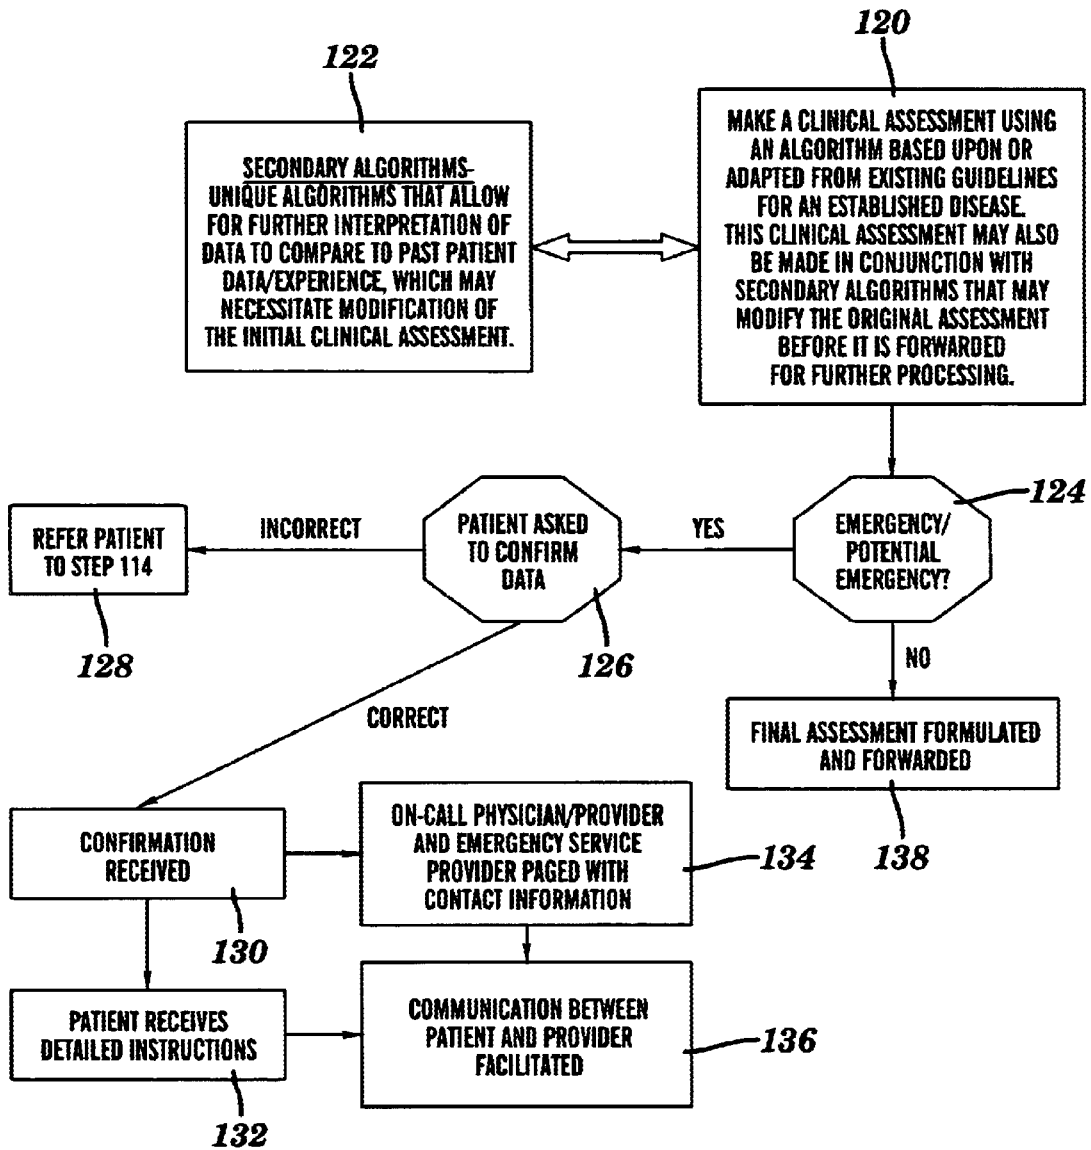 120
122
MAKE A CLINICAL ASSESSMENT USING
AN ALGORITHM BASED UPON OR
ADAPTED FROM EXISTING GUIDELINES
FOR AN ESTABLISHED DISEASE.
THIS CLINICAL ASSESSMENT MAY ALSO
BE MADE IN CONJUNCTION WITH
SECONDARY ALGORITHMS THAT MAY
MODIFY THE ORIGINAL ASSESSMENT
BEFORE IT IS FORWARDED
FOR FURTHER PROCESSING.
SECONDARY ALGORITHMS-
UNIQUE ALGORITHMS THAT ALLOW
FOR FURTHER INTERPRETATION OF
DATA TO COMPARE TO PAST PATIENT
DATA/EXPERIENCE, WHICH MAY
NECESSITATE MODIFICATION OF
THE INITIAL CLINICAL ASSESSMENT.
124
EMERGENCY/
POTENTIAL
EMERGENCY?
YES
PATIENT ASKED
TO CONFIRM
DATA
INCORRECT
REFER PATIENT
TO STEP 114
128
126
NO
CORRECT
FINAL ASSESSMENT FORMULATED
AND FORWARDED
138
CONFIRMATION
RECEIVED
130
ON-CALL PHYSICIAN/PROVIDER
AND EMERGENCY SERVICE
PROVIDER PAGED WITH
CONTACT INFORMATION
134
PATIENT RECEIVES
DETAILED INSTRUCTIONS
132
COMMUNICATION BETWEEN
PATIENT AND PROVIDER
FACILITATED
136